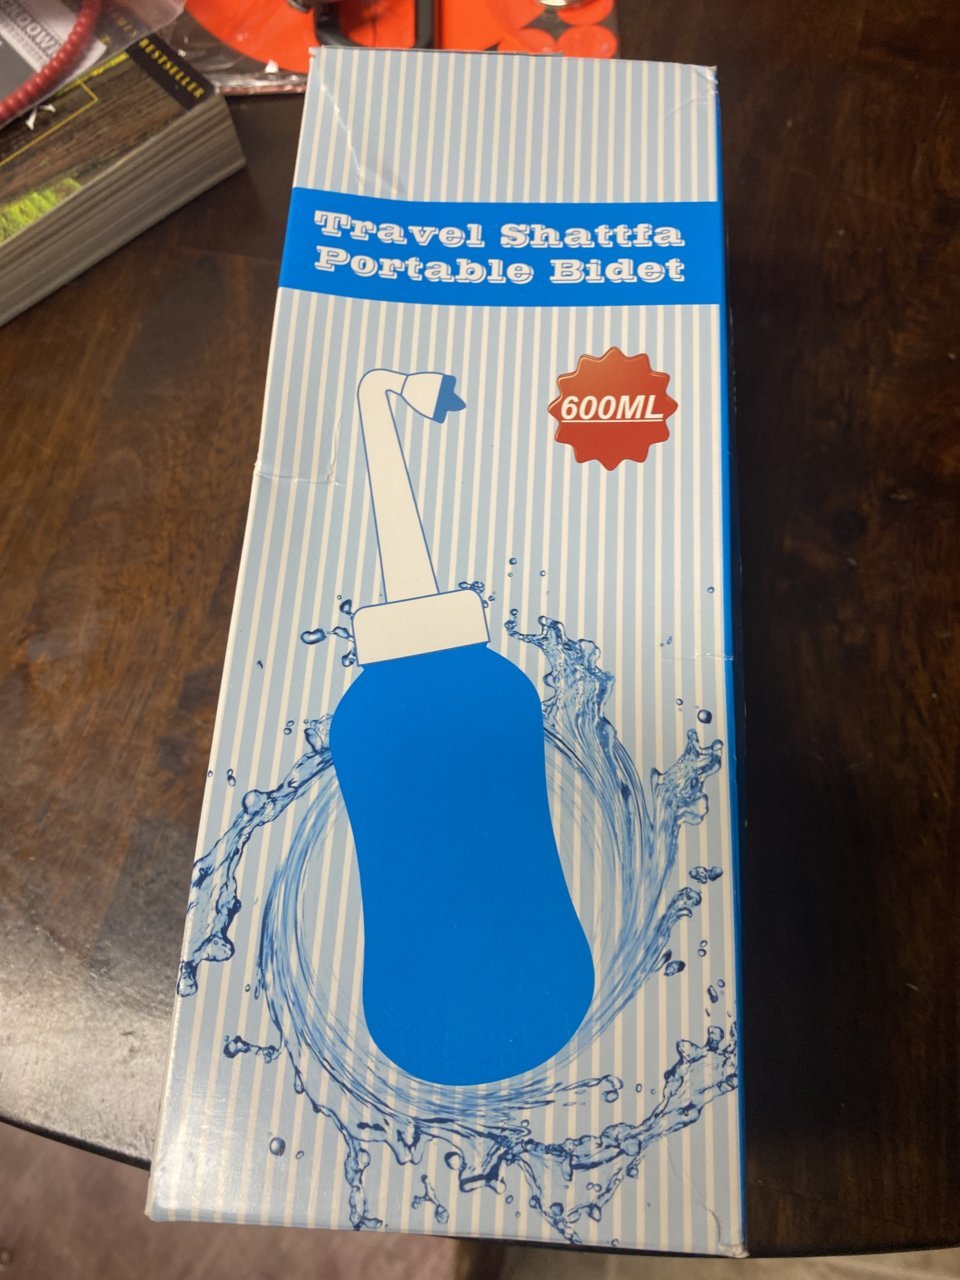 BESTSELLER
Travel Shattfa
Portable Bidet
600ML